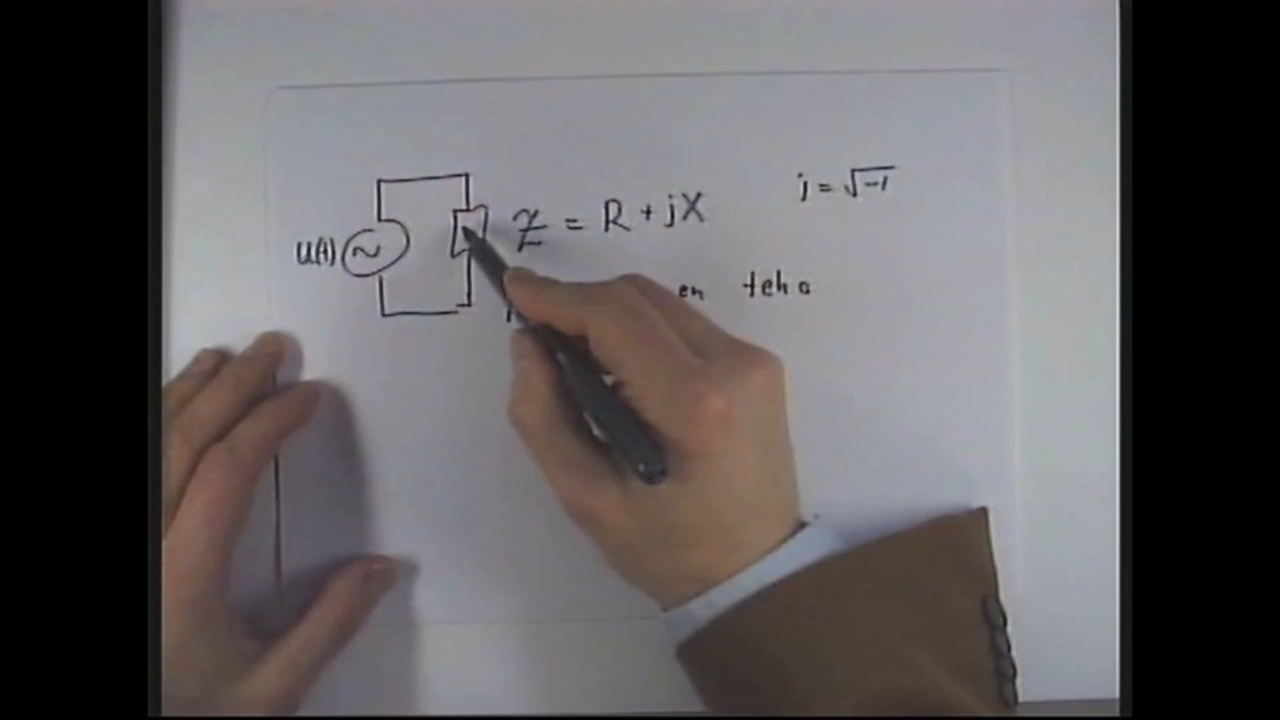 j = √-1
Z = R + jX
U(t) ~
en teho